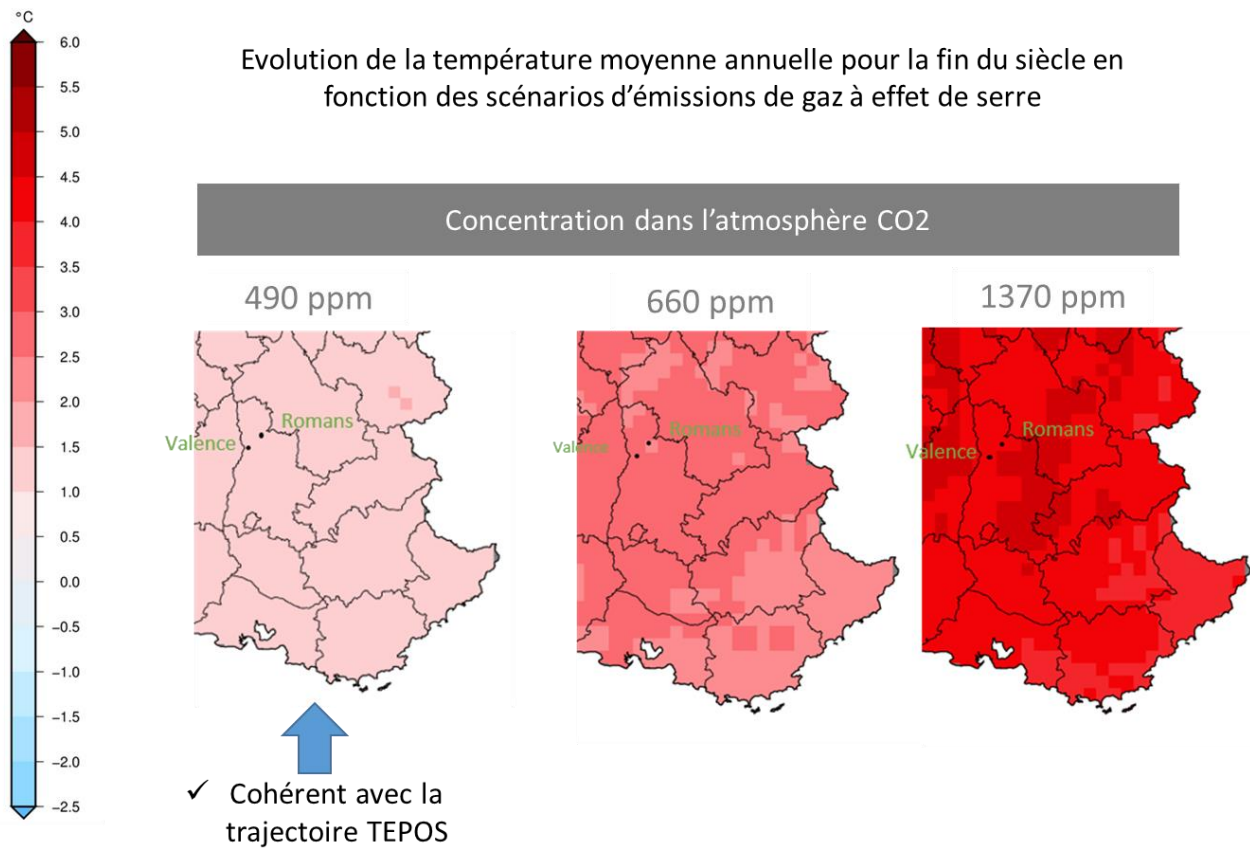 °C
6.0
5.5
5.0
4.5
4.0
3.5
3.0
2.5
2.0
1.5
1.0
0.5
0.0
−0.5
−1.0
−1.5
−2.0
−2.5
Evolution de la température moyenne annuelle pour la fin du siècle en
fonction des scénarios d’émissions de gaz à effet de serre
Concentration dans l’atmosphère CO2
490 ppm
660 ppm
1370 ppm
Romans
Valence
Romans
Valence
Romans
Valence
✓ Cohérent avec la
trajectoire TEPOS